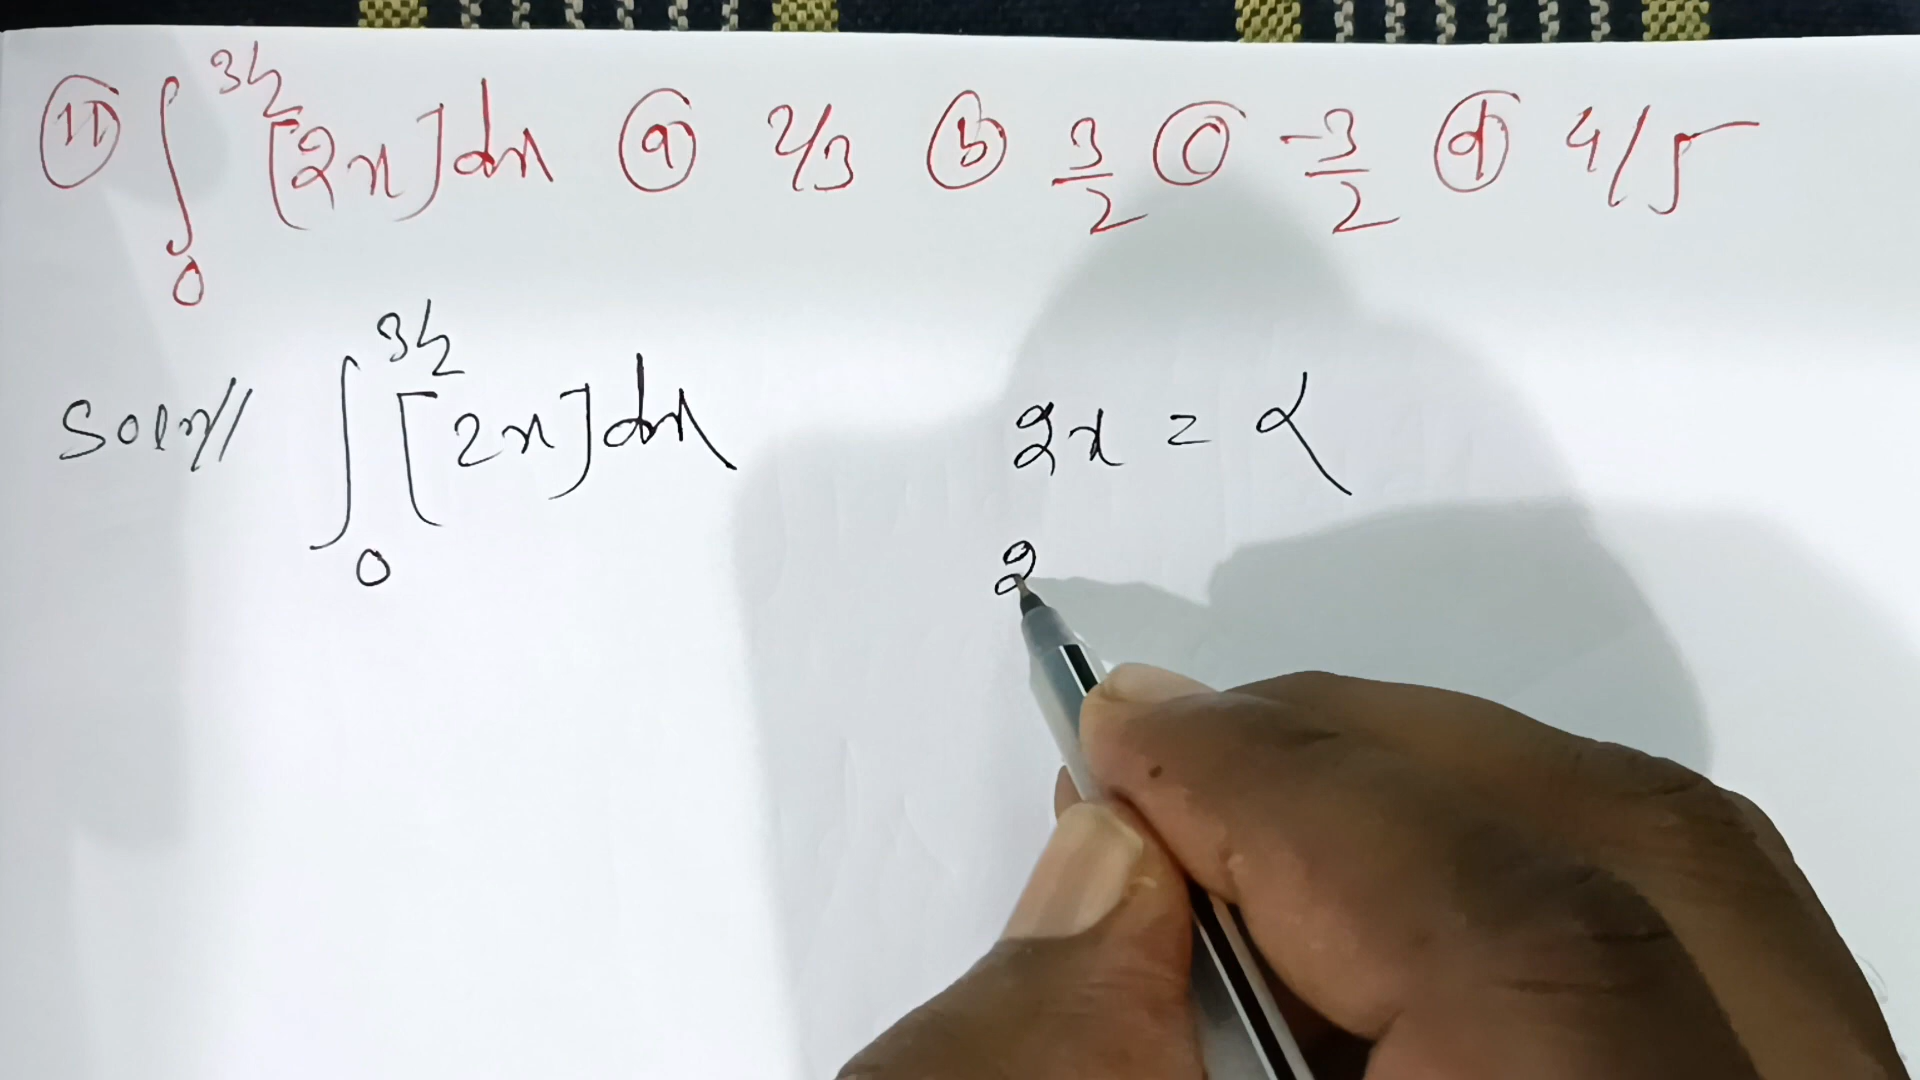 ⑪ ∫₀^{3/2} [2x] dx ⓐ 2/3 ⓑ 3/2 ⓒ -3/2 ⓓ 4/5
Soln// ∫₀^{3/2} [2x] dx 2x = α
2